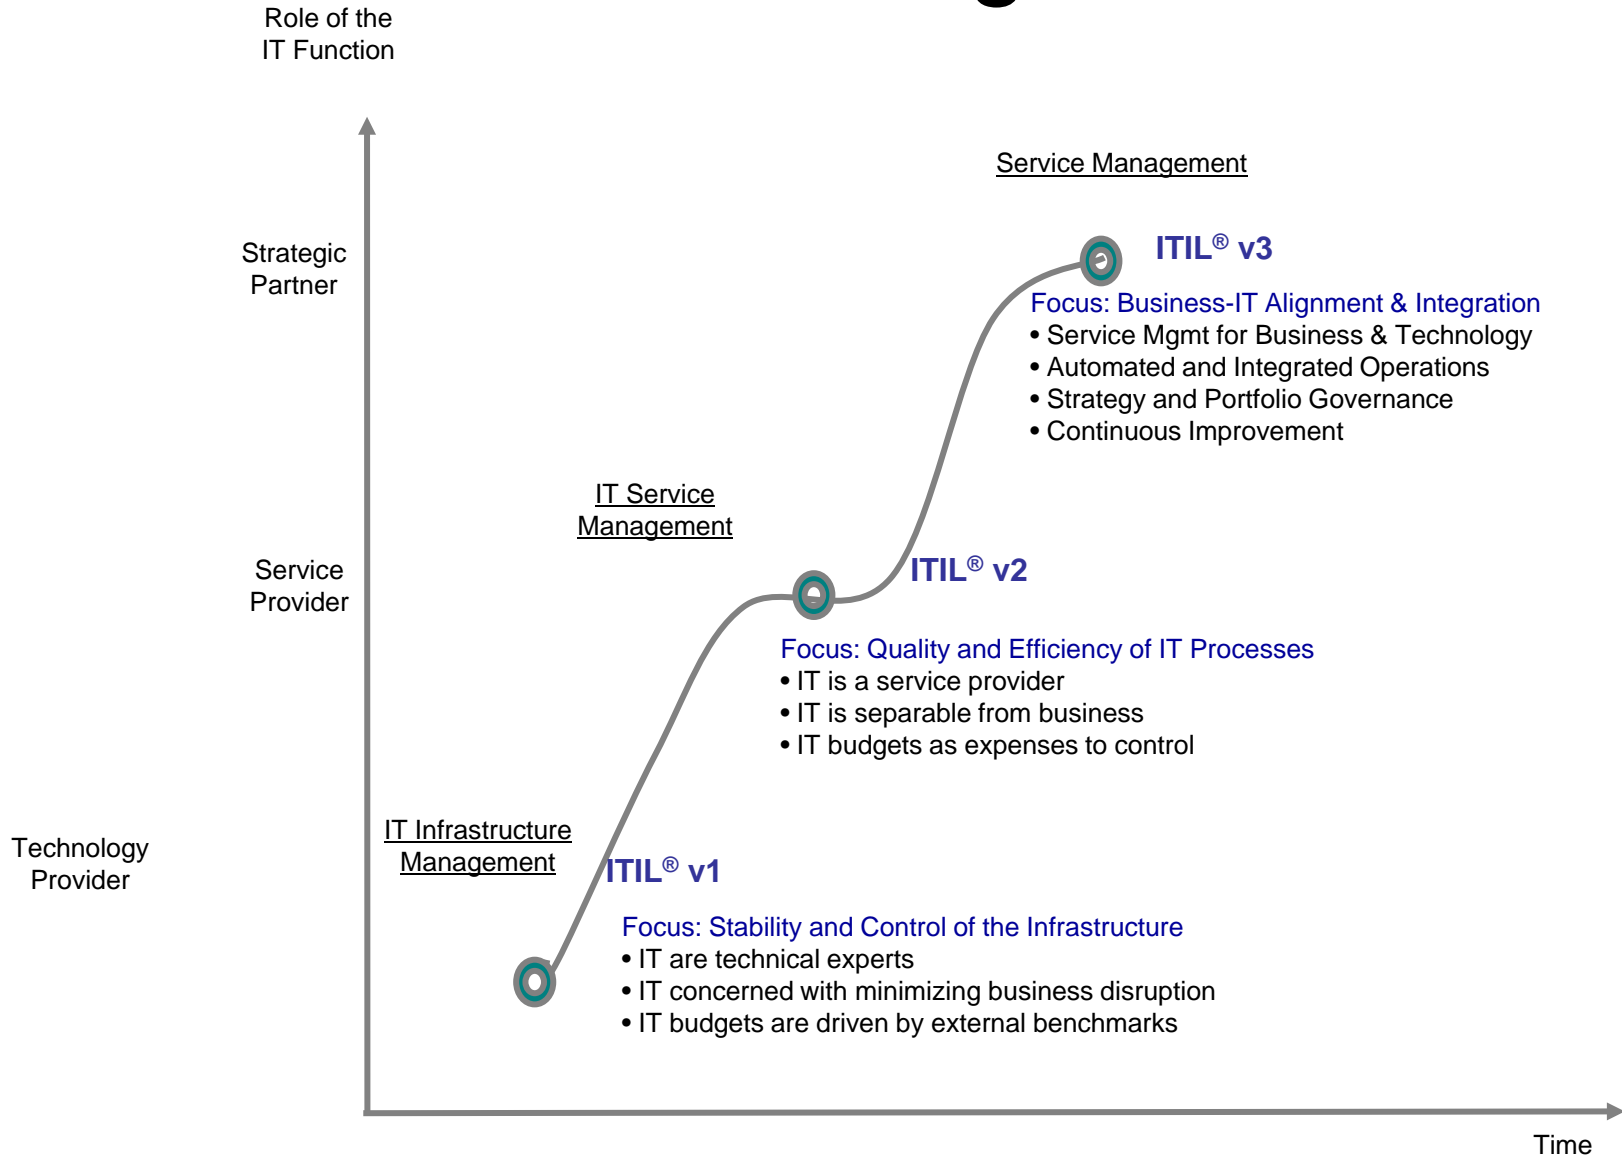 Role of the
IT Function
Service Management
Strategic
Partner
ITIL® v3
Focus: Business-IT Alignment & Integration
• Service Mgmt for Business & Technology
• Automated and Integrated Operations
• Strategy and Portfolio Governance
• Continuous Improvement
IT Service
Management
Service
Provider
ITIL® v2
Focus: Quality and Efficiency of IT Processes
• IT is a service provider
• IT is separable from business
• IT budgets as expenses to control
Technology
Provider
IT Infrastructure
Management
ITIL® v1
Focus: Stability and Control of the Infrastructure
• IT are technical experts
• IT concerned with minimizing business disruption
• IT budgets are driven by external benchmarks
Time